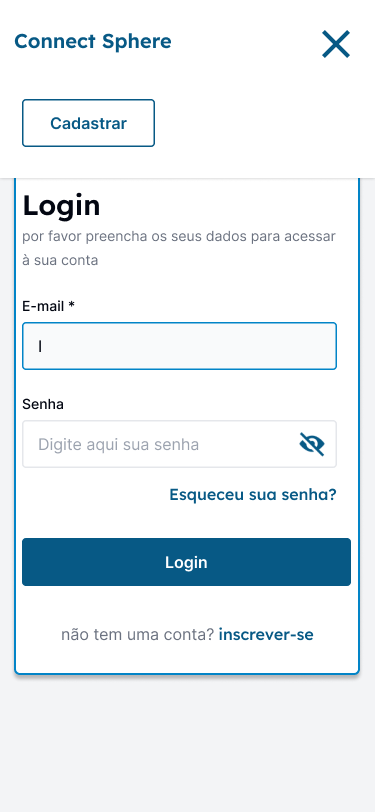 Connect Sphere
Cadastrar
Login
por favor preencha os seus dados para acessar
à sua conta
E-mail *
Senha
Digite aqui sua senha
Esqueceu sua senha?
Login
não tem uma conta? inscrever-se